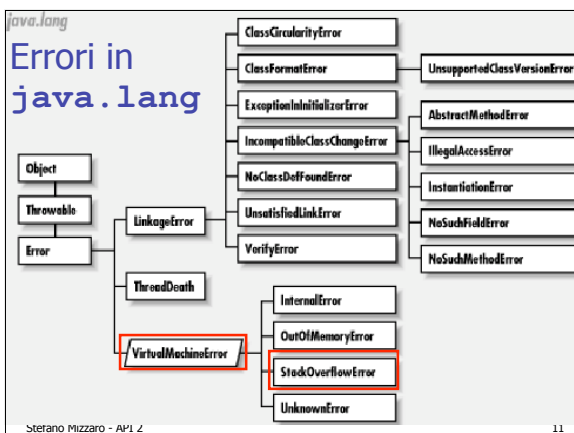 java.lang
Errori in
java.lang
Object
Throwable
Error
LinkageError
ThreadDeath
VirtualMachineError
ClassCircularityError
ClassFormatError
ExceptionInInitializerError
IncompatibleClassChangeError
NoClassDefFoundError
UnsatisfiedLinkError
VerifyError
UnsupportedClassVersionError
AbstractMethodError
IllegalAccessError
InstantiationError
NoSuchFieldError
NoSuchMethodError
InternalError
OutOfMemoryError
StackOverflowError
UnknownError
Stefano Mizzaro - API 2
11